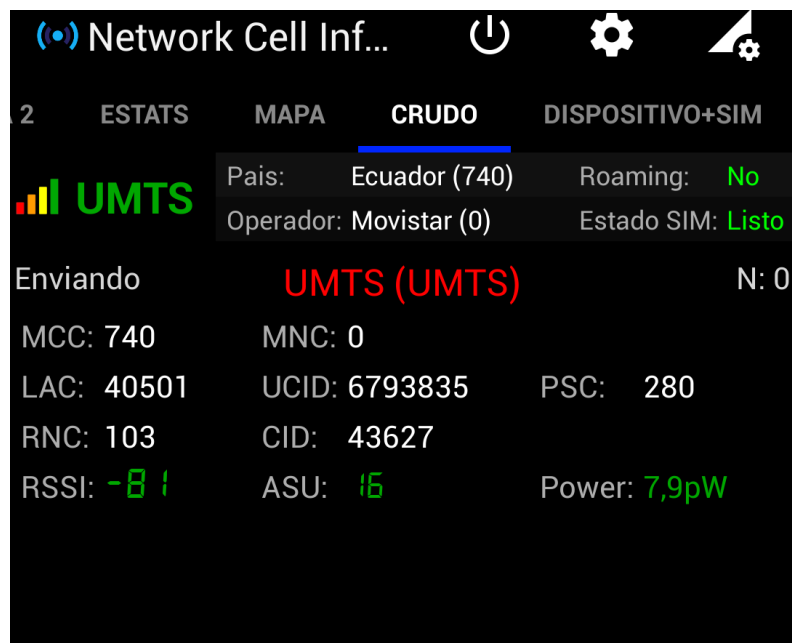 Network Cell Inf...
2 ESTATS MAPA CRUDO DISPOSITIVO+SIM
UMTS
Pais: Ecuador (740) Roaming: No
Operador: Movistar (0) Estado SIM: Listo
Enviando UMTS (UMTS) N: 0
MCC: 740 MNC: 0
LAC: 40501 UCID: 6793835 PSC: 280
RNC: 103 CID: 43627
RSSI: -81 ASU: 16 Power: 7,9pW